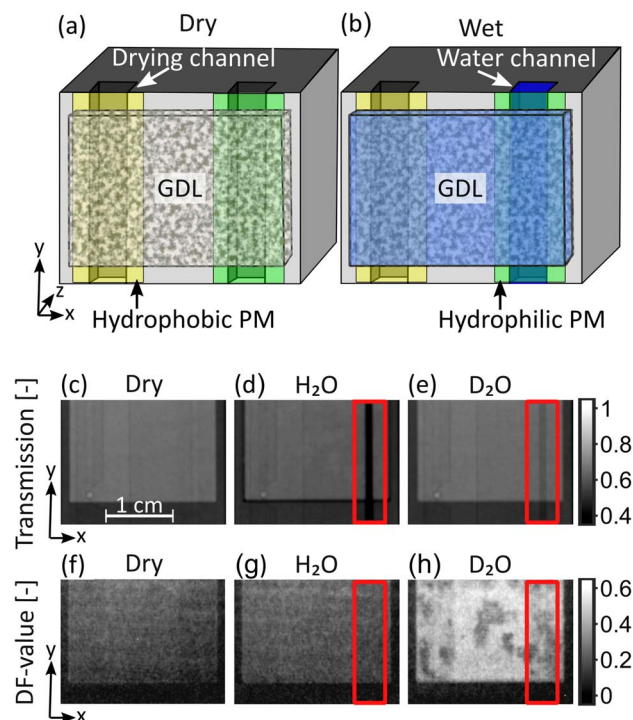 (a) Dry (b) Wet
Drying channel Water channel
GDL GDL
y
z
x
Hydrophobic PM Hydrophilic PM
(c) Dry (d) H₂O (e) D₂O
Transmission [-]
y
x
1 cm
1
0.8
0.6
0.4
(f) Dry (g) H₂O (h) D₂O
DF-value [-]
y
x
0.6
0.4
0.2
0